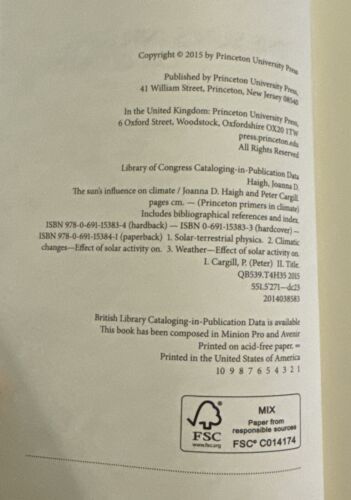 Copyright © 2015 by Princeton University Press
Published by Princeton University Press,
41 William Street, Princeton, New Jersey 08540
In the United Kingdom: Princeton University Press,
6 Oxford Street, Woodstock, Oxfordshire OX20 1TW
press.princeton.edu
All Rights Reserved
Library of Congress Cataloging-in-Publication Data
Haigh, Joanna D.
The sun's influence on climate / Joanna D. Haigh and Peter Cargill.
pages cm. — (Princeton primers in climate)
Includes bibliographical references and index.
ISBN 978-0-691-15383-4 (hardback) — ISBN 0-691-15383-3 (hardcover) —
ISBN 978-0-691-15384-1 (paperback) 1. Solar-terrestrial physics. 2. Climatic
changes—Effect of solar activity on. 3. Weather—Effect of solar activity on.
I. Cargill, P. (Peter) II. Title.
QB539.T4H35 2015
551.5'271–dc23
2014038583
British Library Cataloging-in-Publication Data is available
This book has been composed in Minion Pro and Avenir
Printed on acid-free paper. ∞
Printed in the United States of America
10 9 8 7 6 5 4 3 2 1
FSC
www.fsc.org
MIX
Paper from
responsible sources
FSC® C014174